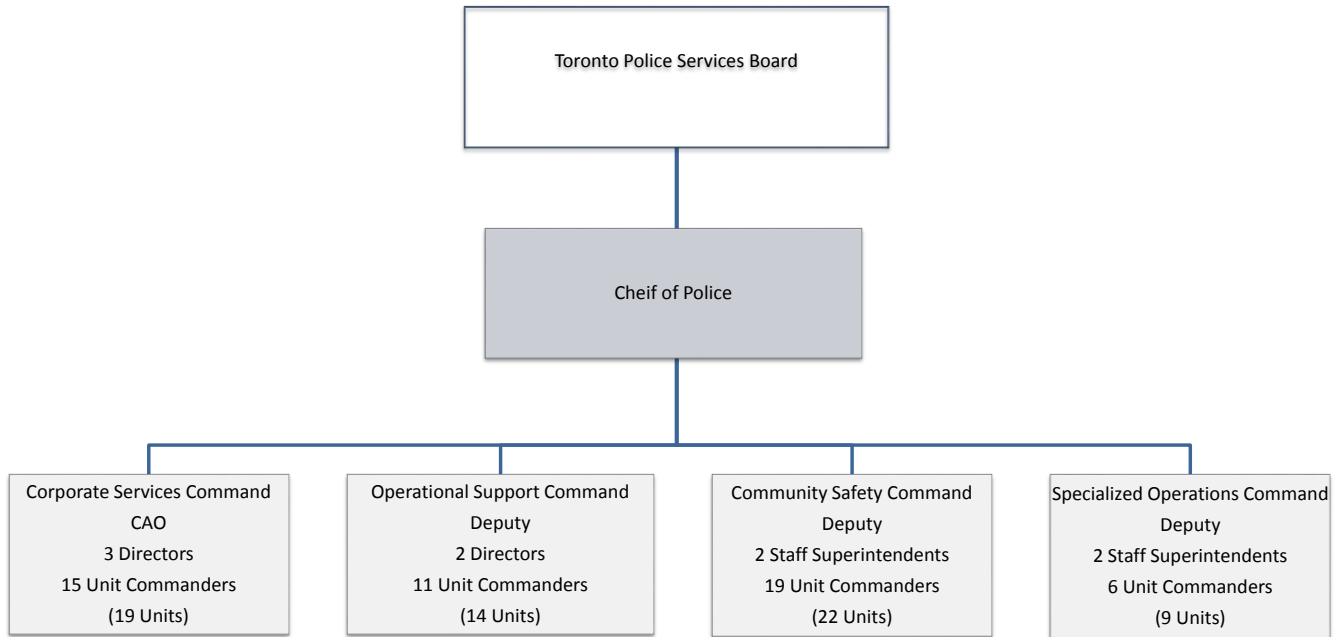 Toronto Police Services Board
Cheif of Police
Corporate Services Command
CAO
3 Directors
15 Unit Commanders
(19 Units)
Operational Support Command
Deputy
2 Directors
11 Unit Commanders
(14 Units)
Community Safety Command
Deputy
2 Staff Superintendents
19 Unit Commanders
(22 Units)
Specialized Operations Command
Deputy
2 Staff Superintendents
6 Unit Commanders
(9 Units)